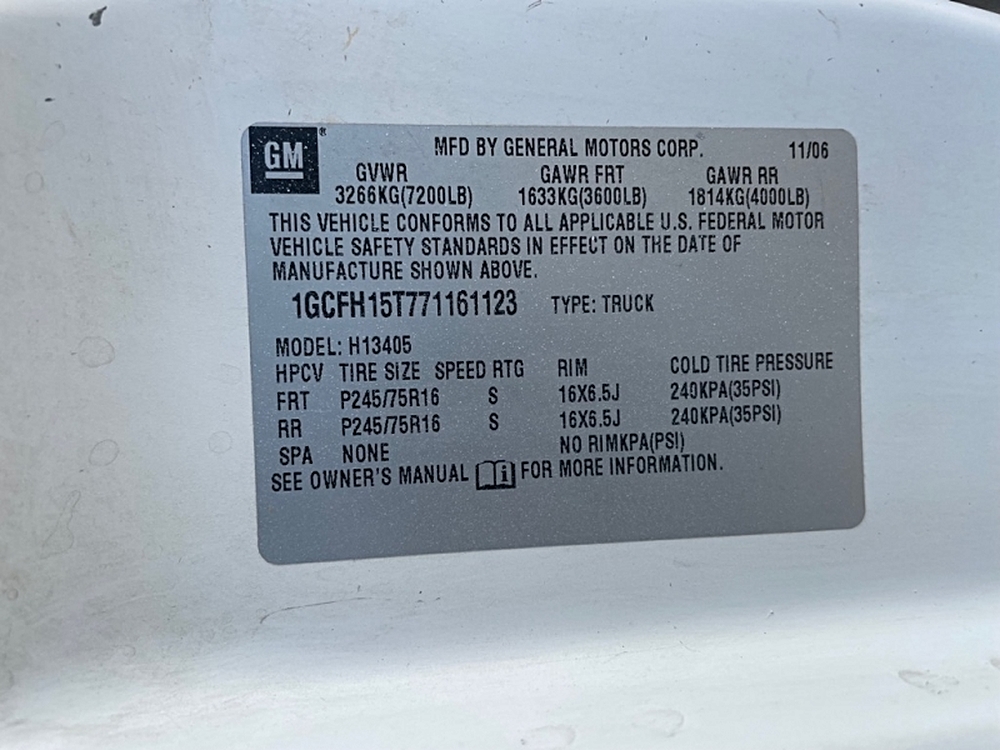 GM®
MFD BY GENERAL MOTORS CORP. 11/06
GVWR GAWR FRT GAWR RR
3266KG(7200LB) 1633KG(3600LB) 1814KG(4000LB)
THIS VEHICLE CONFORMS TO ALL APPLICABLE U.S. FEDERAL MOTOR
VEHICLE SAFETY STANDARDS IN EFFECT ON THE DATE OF
MANUFACTURE SHOWN ABOVE.
1GCFH15T771161123 TYPE: TRUCK
MODEL: H13405
HPCV TIRE SIZE SPEED RTG RIM COLD TIRE PRESSURE
FRT P245/75R16 S 16X6.5J 240KPA(35PSI)
RR P245/75R16 S 16X6.5J 240KPA(35PSI)
SPA NONE NO RIMKPA(PSI)
SEE OWNER'S MANUAL FOR MORE INFORMATION.